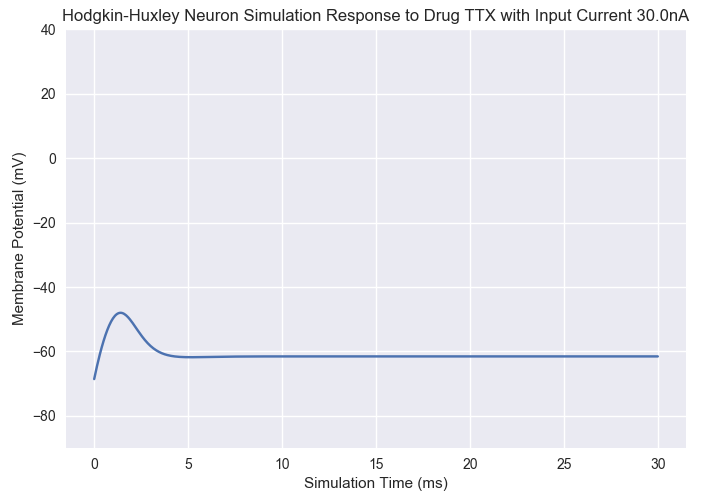 Hodgkin-Huxley Neuron Simulation Response to Drug TTX with Input Current 30.0nA
40
20
0
−20
−40
−60
−80
Membrane Potential (mV)
0 5 10 15 20 25 30
Simulation Time (ms)